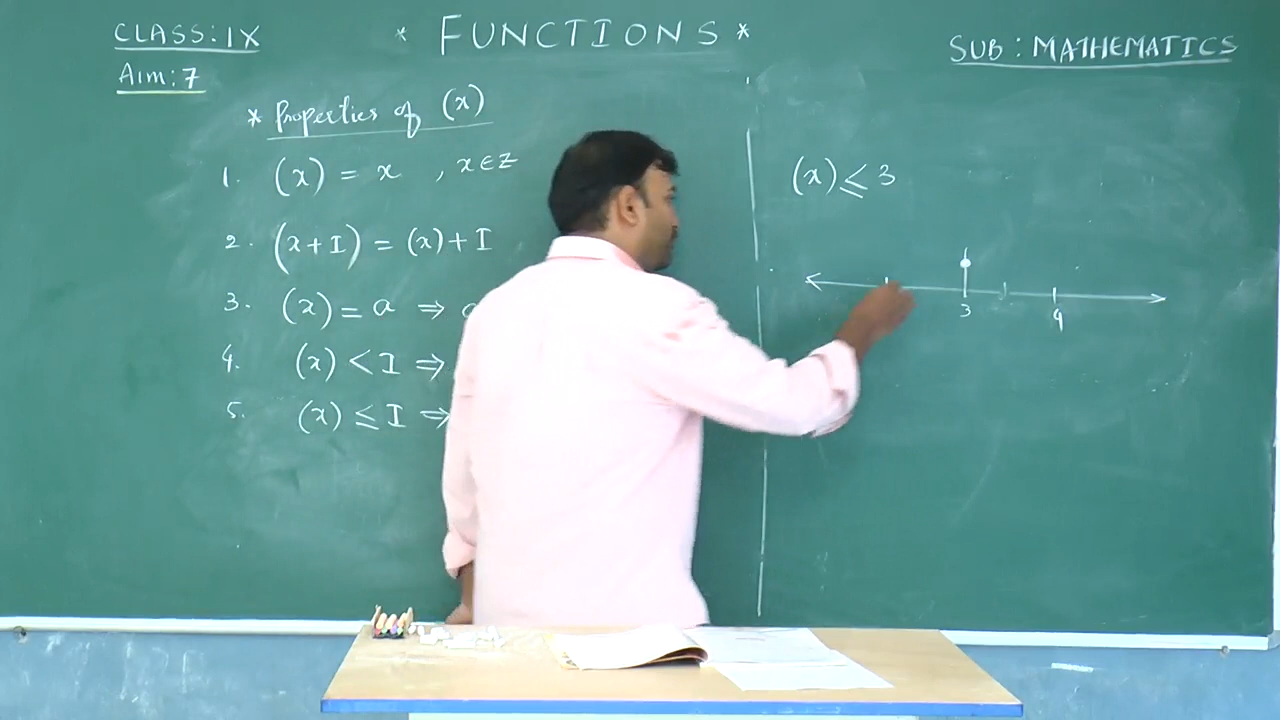 CLASS: IX
* FUNCTIONS *
SUB : MATHEMATICS
Aim: 7
* Properties of (x)
1. (x) = x , x∈Z
2. (x+I) = (x)+I
3. (x) = a ⇒
4. (x) < I ⇒
5. (x) ≤ I ⇒
(x) ≤ 3
3 4